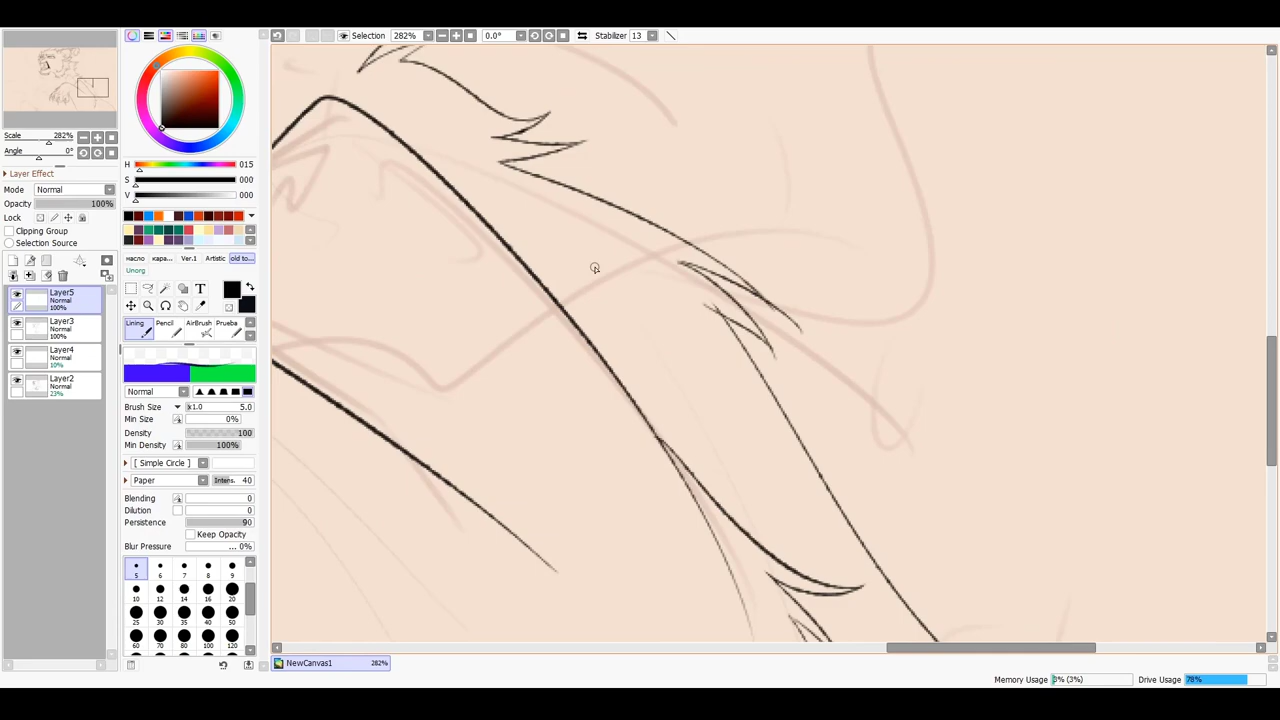 Selection 282% 0.0° Stabilizer 13
Scale 282%
Angle 0°
Layer Effect
Mode Normal
Opacity 100%
Lock
Clipping Group
Selection Source
Layer5
Normal
100%
Layer3
Normal
100%
Layer4
Normal
10%
Layer2
Normal
23%
H 015
S 000
V 000
масло кара... Ver.1 Artistic old to...
Unorg
T
Lining Pencil AirBrush Prueba
Normal
Brush Size x1.0 5.0
Min Size 0%
Density 100
Min Density 100%
[ Simple Circle ]
Paper Intens. 40
Blending 0
Dilution 0
Persistence 90
Keep Opacity
Blur Pressure ... 0%
5 6 7 8 9
10 12 14 16 20
25 30 35 40 50
60 70 80 100 120
NewCanvas1 282%
Memory Usage 3% (3%) Drive Usage 78%